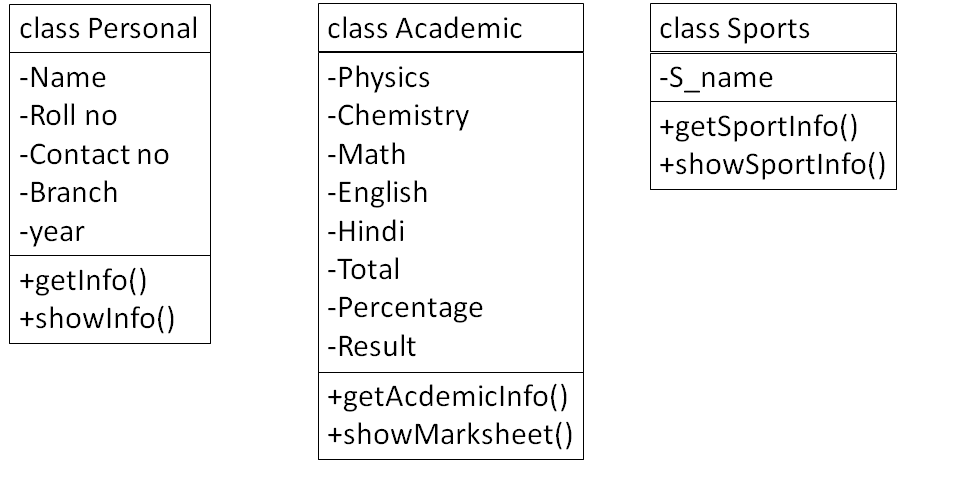 class Personal
-Name
-Roll no
-Contact no
-Branch
-year
+getInfo()
+showInfo()
class Academic
-Physics
-Chemistry
-Math
-English
-Hindi
-Total
-Percentage
-Result
+getAcdemicInfo()
+showMarksheet()
class Sports
-S_name
+getSportInfo()
+showSportInfo()